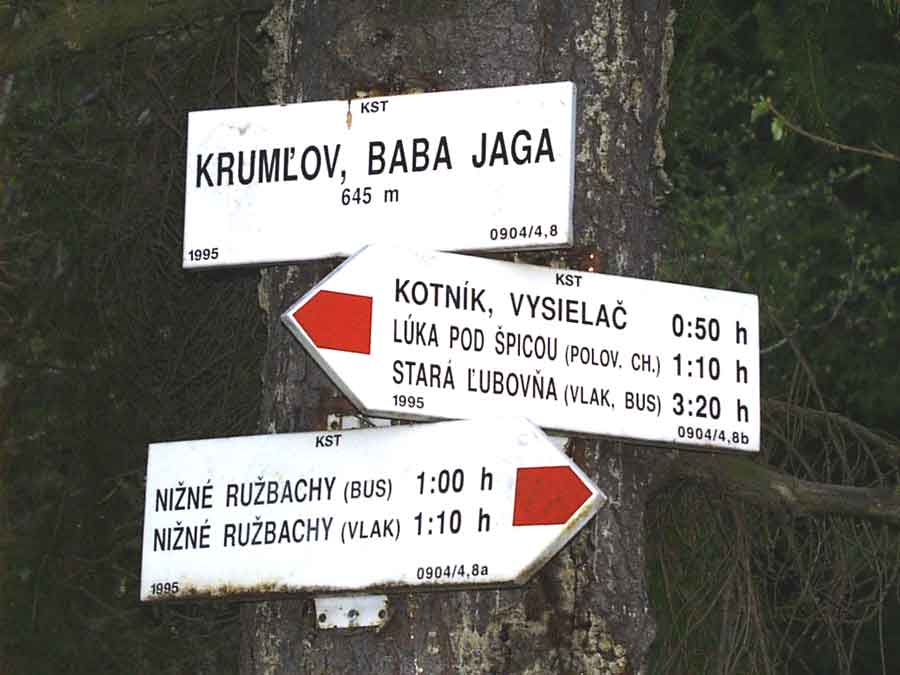 KST
KRUMĽOV, BABA JAGA
645 m
1995 0904/4,8
KST
KOTNÍK, VYSIELAČ 0:50 h
LÚKA POD ŠPICOU (POLOV. CH.) 1:10 h
STARÁ ĽUBOVŇA (VLAK, BUS) 3:20 h
1995 0904/4,8b
KST
NIŽNÉ RUŽBACHY (BUS) 1:00 h
NIŽNÉ RUŽBACHY (VLAK) 1:10 h
1995 0904/4,8a